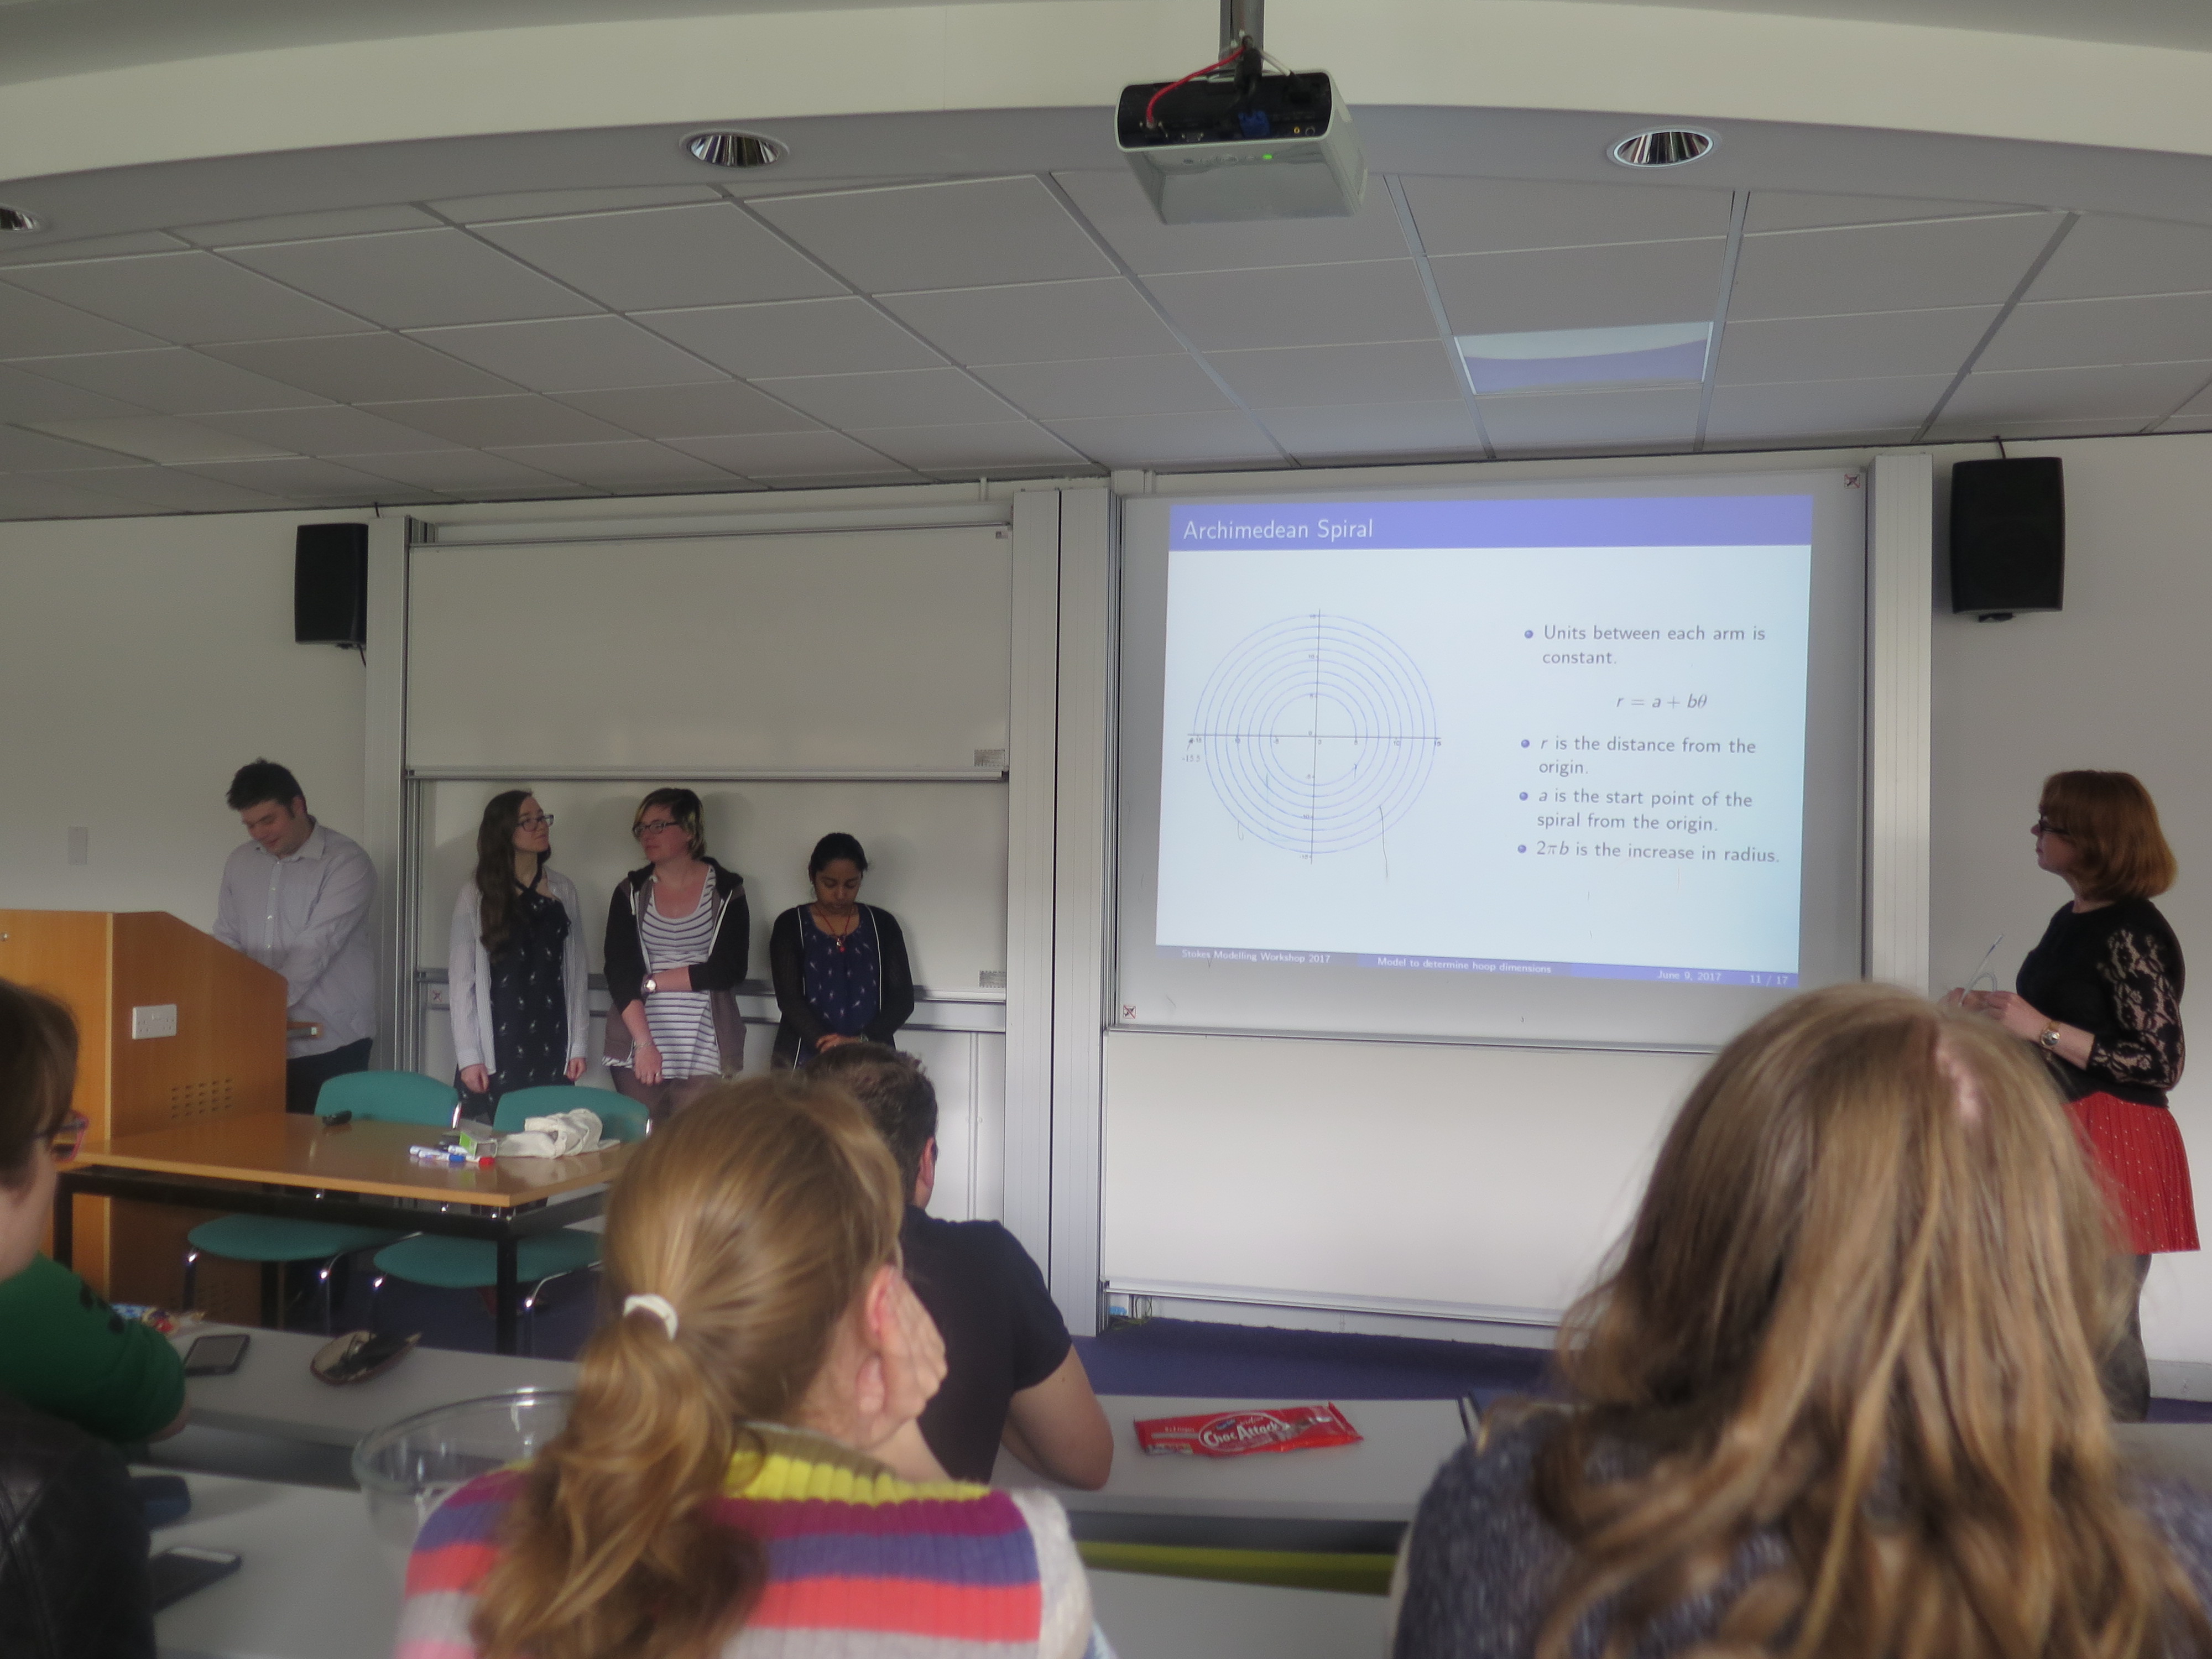 Archimedean Spiral
Units between each arm is
constant.
r = a + bθ
r is the distance from the
origin.
a is the start point of the
spiral from the origin.
2πb is the increase in radius.
-15.5
Stokes Modelling Workshop 2017
Model to determine hoop dimensions
June 9, 2017 11 / 17
Choc Attack